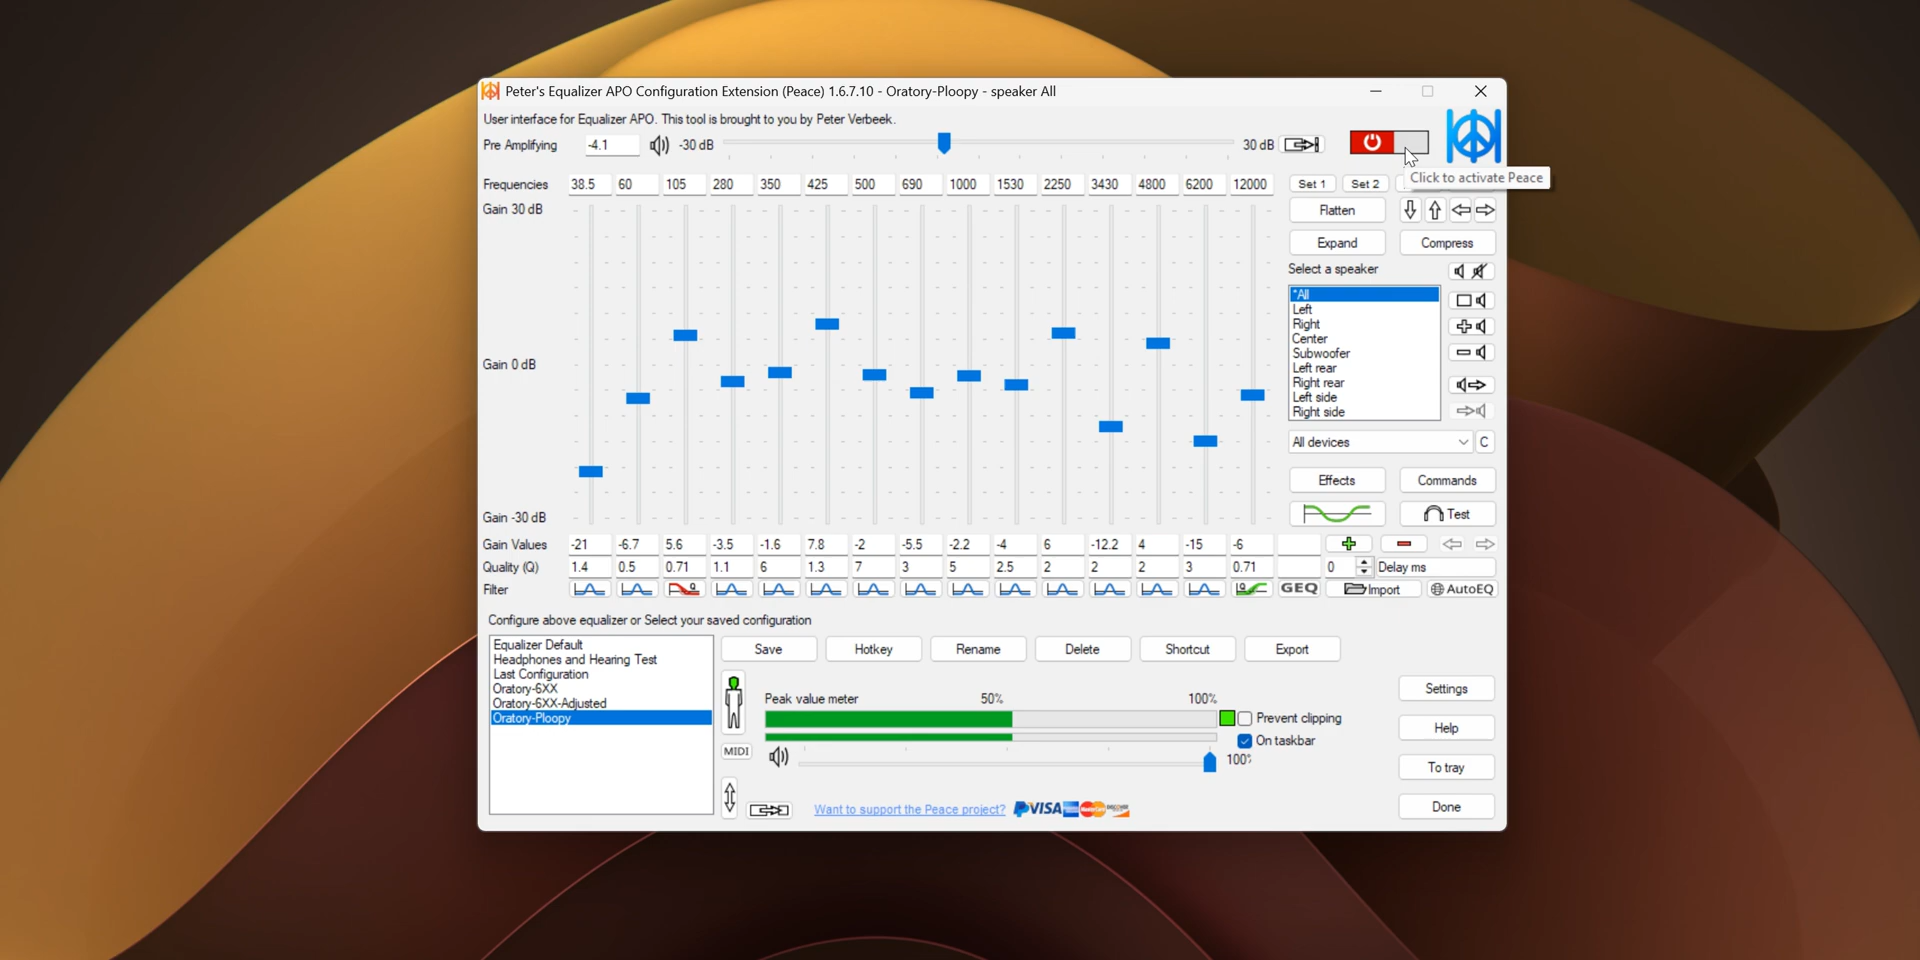 Peter's Equalizer APO Configuration Extension (Peace) 1.6.7.10 - Oratory-Ploopy - speaker All
User interface for Equalizer APO. This tool is brought to you by Peter Verbeek.
Pre Amplifying -4.1 -30 dB 30 dB
Click to activate Peace
Frequencies 38.5 60 105 280 350 425 500 690 1000 1530 2250 3430 4800 6200 12000 Set 1 Set 2
Gain 30 dB Flatten
Expand Compress
Select a speaker
*All
Left
Right
Center
Subwoofer
Left rear
Right rear
Left side
Right side
Gain 0 dB
All devices C
Effects Commands
Test
Gain -30 dB
Gain Values -21 -6.7 5.6 -3.5 -1.6 7.8 -2 -5.5 -2.2 -4 6 -12.2 4 -15 -6
Quality (Q) 1.4 0.5 0.71 1.1 6 1.3 7 3 5 2.5 2 2 2 3 0.71 0 Delay ms
Filter GEQ Import AutoEQ
Configure above equalizer or Select your saved configuration
Equalizer Default
Headphones and Hearing Test
Last Configuration
Oratory-6XX
Oratory-6XX-Adjusted
Oratory-Ploopy
Save Hotkey Rename Delete Shortcut Export
Peak value meter 50% 100%
Prevent clipping
On taskbar
MIDI
100%
Want to support the Peace project? VISA
Settings
Help
To tray
Done